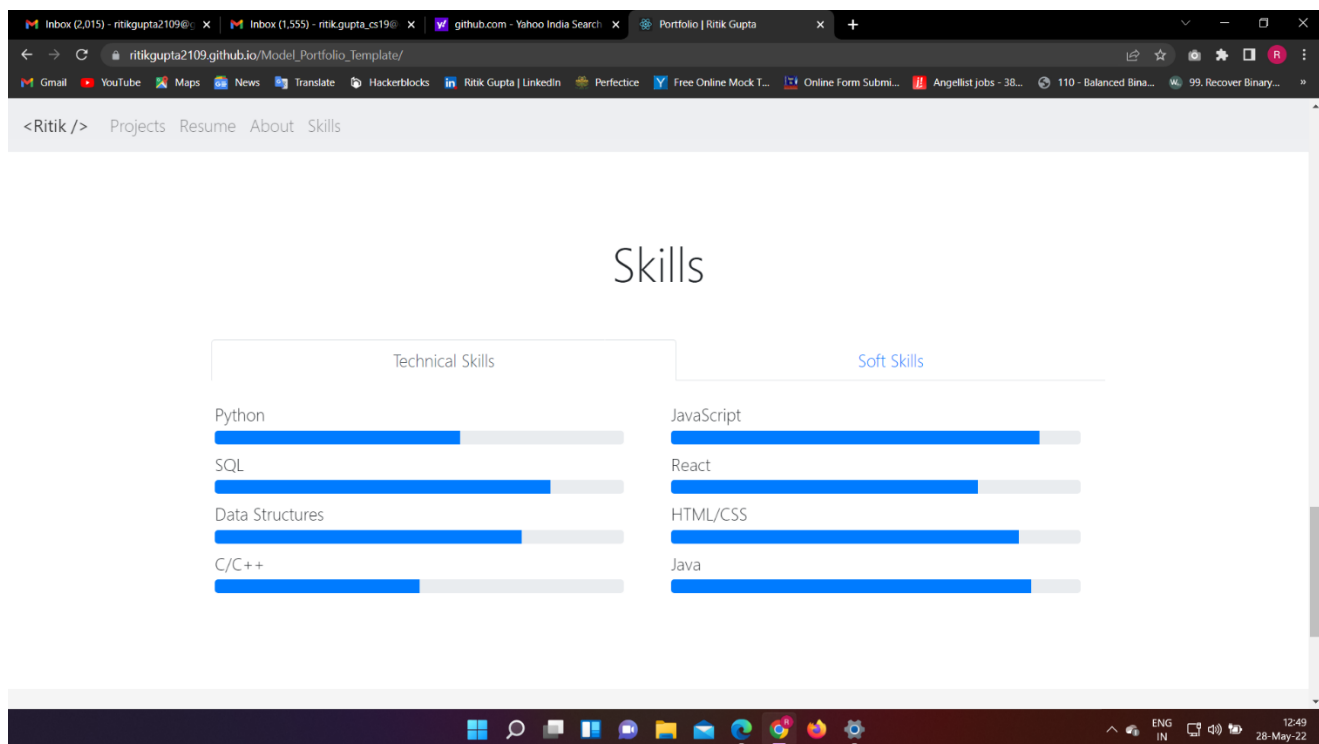 Inbox (2,015) - ritikgupta2109@g
Inbox (1,555) - ritik.gupta_cs19@
github.com - Yahoo India Search
Portfolio | Ritik Gupta
ritikgupta2109.github.io/Model_Portfolio_Template/
R
Gmail YouTube Maps News Translate Hackerblocks Ritik Gupta | LinkedIn Perfectice Free Online Mock T... Online Form Submi... Angellist jobs - 38... 110 - Balanced Bina... 99. Recover Binary... »
<Ritik /> Projects Resume About Skills
Skills
Technical Skills Soft Skills
Python JavaScript
SQL React
Data Structures HTML/CSS
C/C++ Java
ENG 12:49
IN 28-May-22